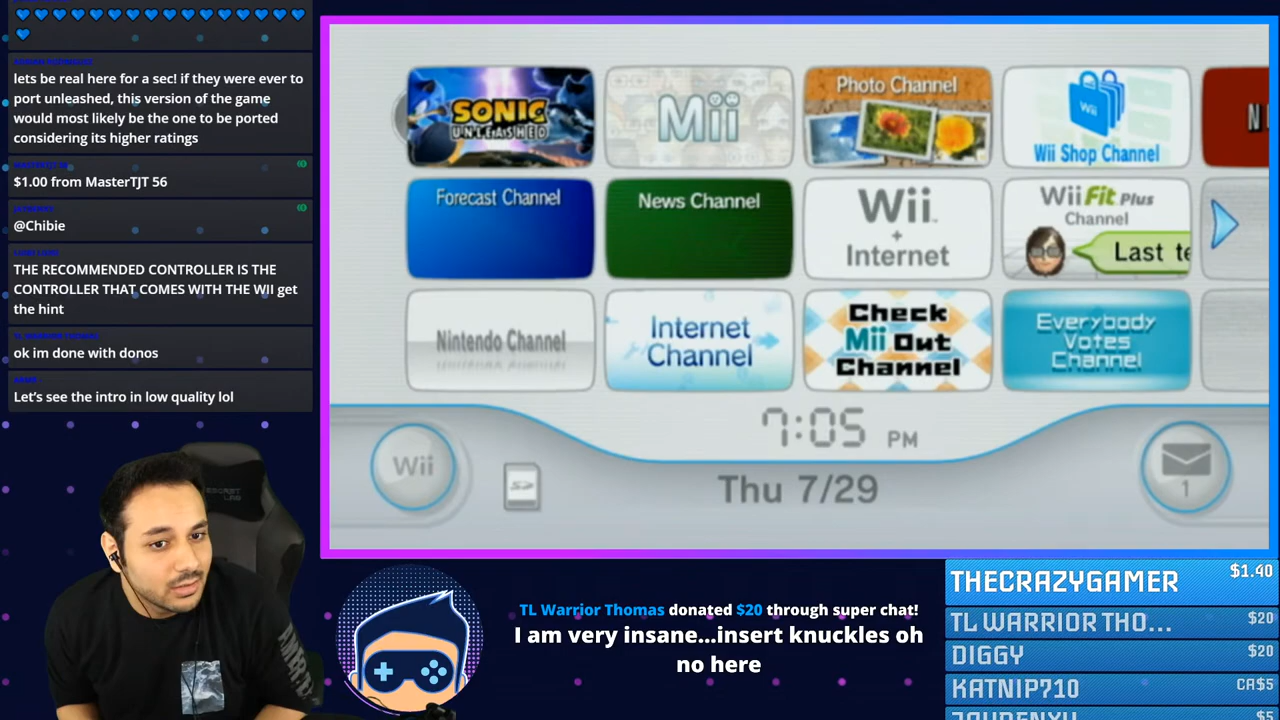 lets be real here for a sec! if they were ever to
port unleashed, this version of the game
would most likely be the one to be ported
considering its higher ratings
$1.00 from MasterTJT 56
@Chibie
THE RECOMMENDED CONTROLLER IS THE
CONTROLLER THAT COMES WITH THE WII get
the hint
ok im done with donos
Let's see the intro in low quality lol
SONIC
UNLEASHED
Mii
Photo Channel
Wii
Wii Shop Channel
N
Forecast Channel
News Channel
Wii
+
Internet
Wii Fit Plus
Channel
Last te
Nintendo Channel
Internet
Channel
Check
Mii Out
Channel
Everybody
Votes
Channel
7:05 PM
Wii
SD
Thu 7/29
1
TL Warrior Thomas donated $20 through super chat!
I am very insane...insert knuckles oh
no here
THECRAZYGAMER $1.40
TL WARRIOR THO... $20
DIGGY $20
KATNIP710 CA$5
$5